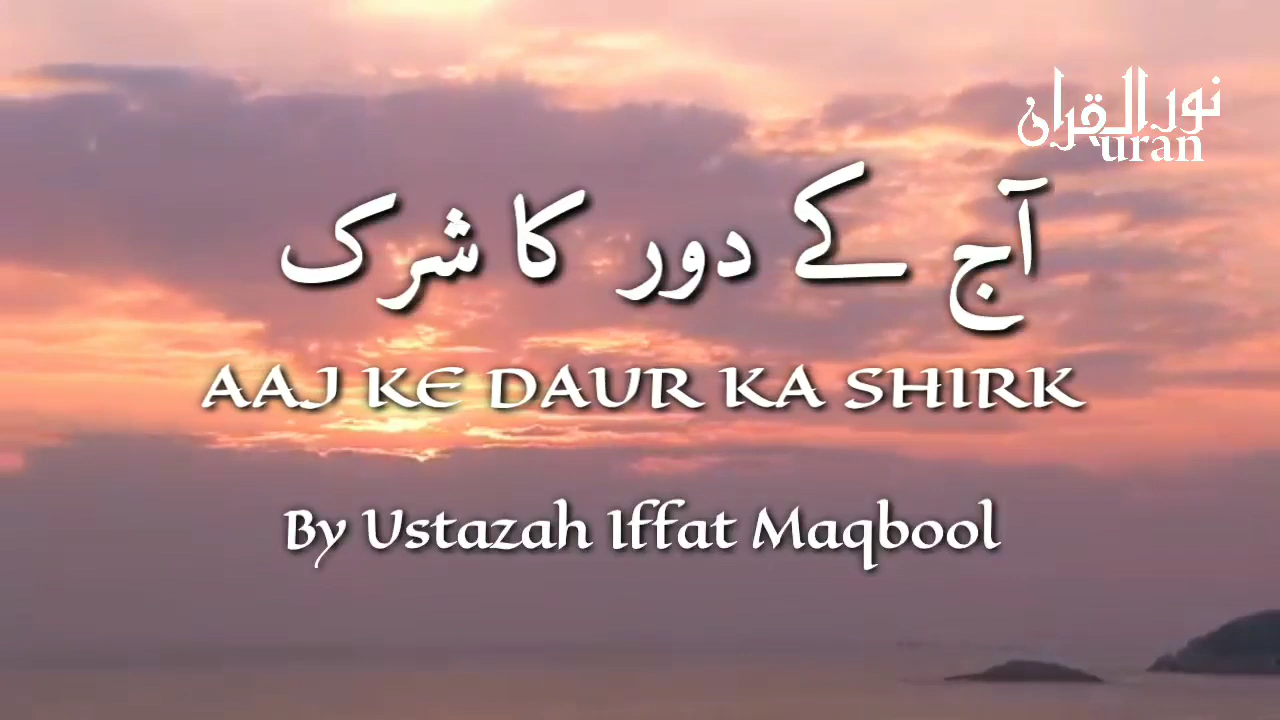 نور القرآن
uran
آج کے دور کا شرک
AAJ KE DAUR KA SHIRK
By Ustazah Iffat Maqbool